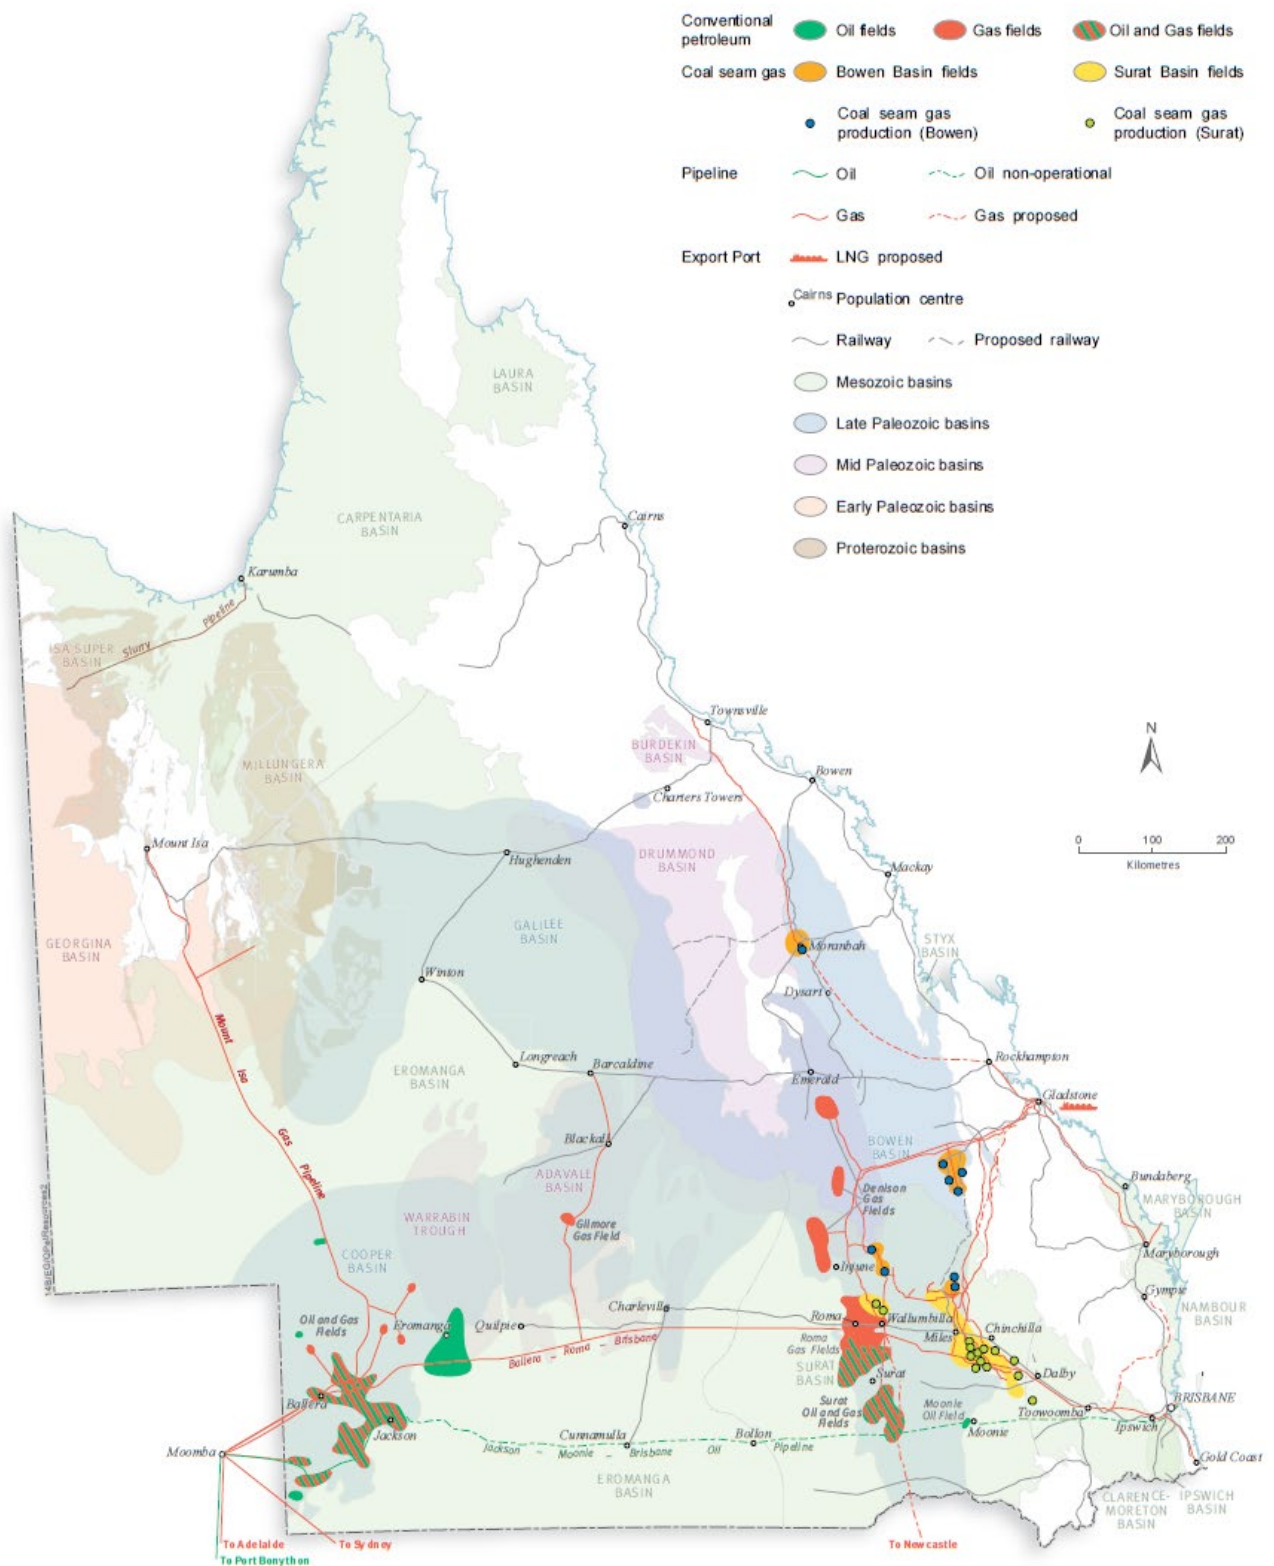 Conventional
petroleum
Oil fields
Gas fields
Oil and Gas fields
Coal seam gas
Bowen Basin fields
Surat Basin fields
Coal seam gas
production (Bowen)
Coal seam gas
production (Surat)
Pipeline
Oil
Oil non-operational
Gas
Gas proposed
Export Port
LNG proposed
Cairns
Population centre
Railway
Proposed railway
Mesozoic basins
Late Paleozoic basins
Mid Paleozoic basins
Early Paleozoic basins
Proterozoic basins
LAURA
BASIN
CARPENTARIA
BASIN
Cairns
Karumba
Slurry Pipeline
ISA SUPER
BASIN
Townsville
BURDEKIN
BASIN
MILLUNGERA
BASIN
Bowen
Charters Towers
N
0 100 200
Kilometres
Mount Isa
Hughenden
DRUMMOND
BASIN
Mackay
GEORGINA
BASIN
GALILEE
BASIN
Moranbah
STYX
BASIN
Winton
Dysart
Mount Isa Gas Pipeline
Longreach
Barcaldine
EROMANGA
BASIN
Emerald
Rockhampton
Gladstone
Blackall
BOWEN
BASIN
ADAVALE
BASIN
Denison
Gas
Fields
Bundaberg
MARYBOROUGH
BASIN
WARRABIN
TROUGH
Gilmore
Gas Field
Maryborough
COOPER
BASIN
Injune
Gympie
NAMBOUR
BASIN
Oil and Gas
Fields
Eromanga
Quilpie
Charleville
Roma
Wallumbilla
Miles
Chinchilla
Ballera – Roma – Brisbane
Roma
Gas Fields
SURAT
BASIN
Surat
Dalby
Ballera
Surat
Oil and Gas
Fields
Moonie
Oil Field
Toowoomba
BRISBANE
Jackson
Moonie
Ipswich
Moomba
Cunnamulla
Bollon
Jackson – Moonie – Brisbane Oil Pipeline
Gold Coast
EROMANGA
BASIN
CLARENCE-
MORETON
BASIN
IPSWICH
BASIN
To Adelaide
To Sydney
To Newcastle
To Port Bonython